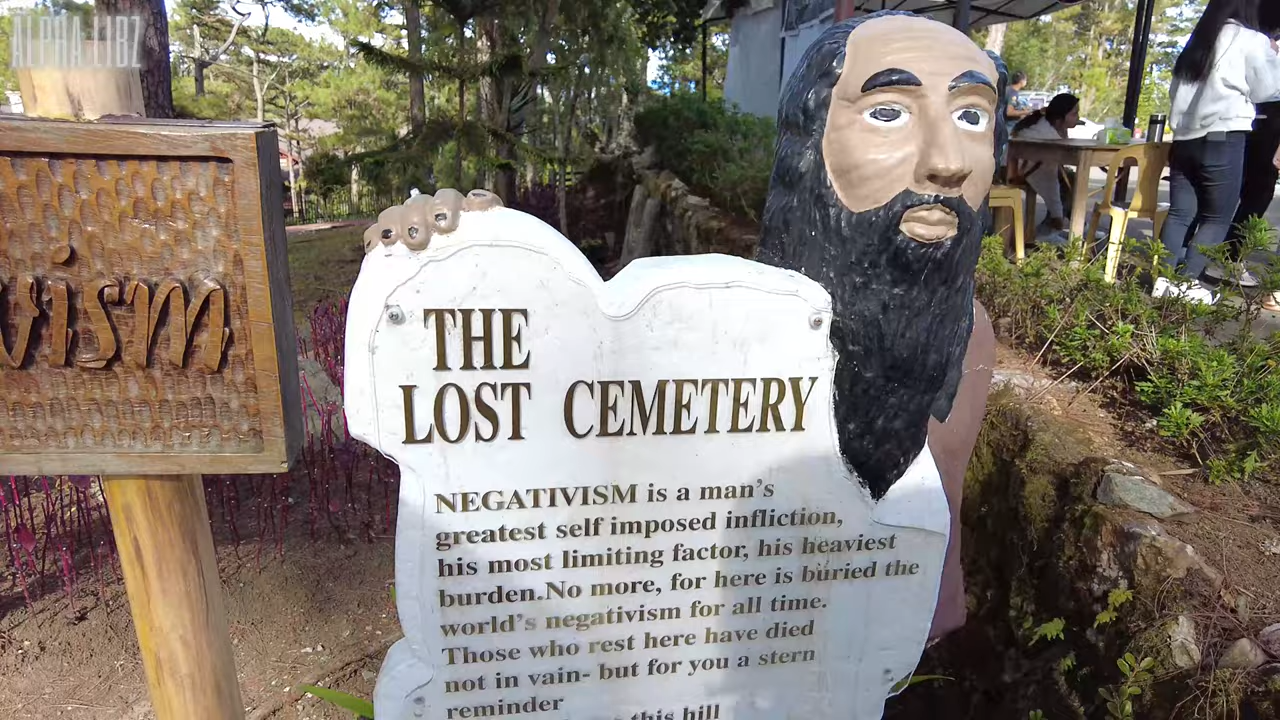 ALPHA LIBZ
vism
THE
LOST CEMETERY
NEGATIVISM is a man's
greatest self imposed infliction,
his most limiting factor, his heaviest
burden.No more, for here is buried the
world's negativism for all time.
Those who rest here have died
not in vain- but for you a stern
reminder
this hill